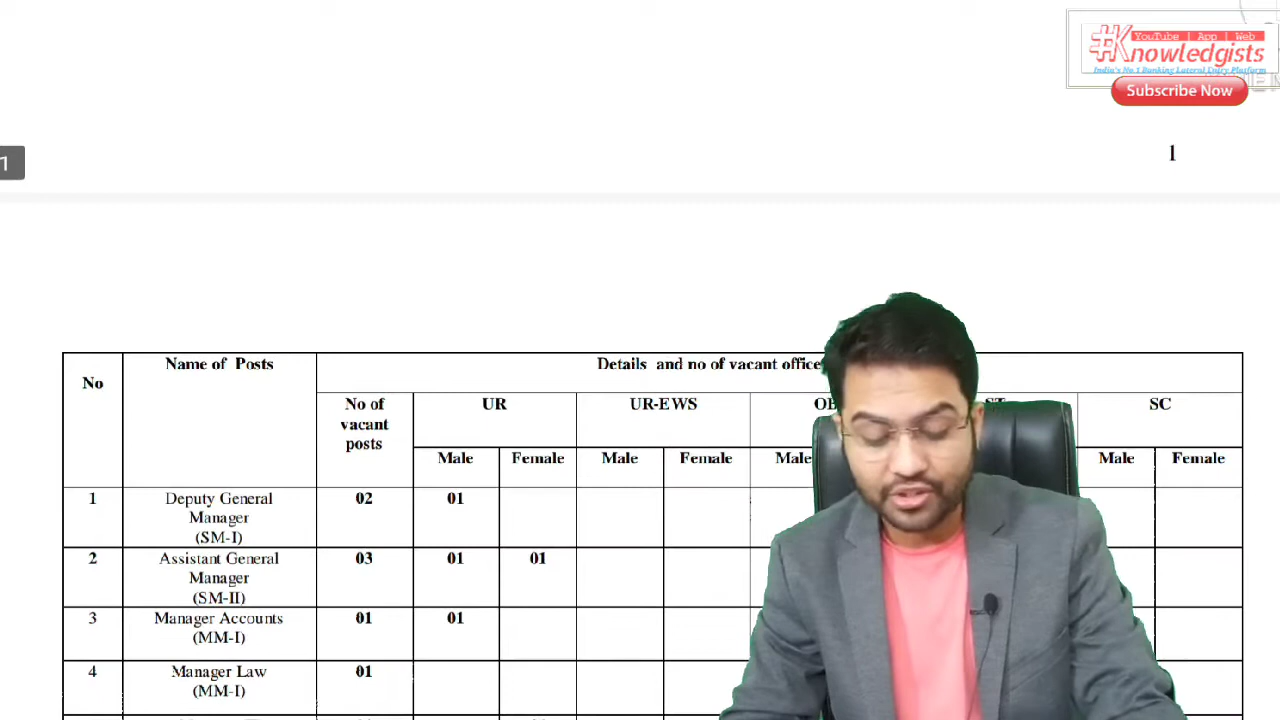 YouTube | App | Web
#Knowledgists
India's No.1 Banking Lateral Entry Platform
Subscribe Now
1
1
No
Name of Posts
Details and no of vacant
No of vacant posts
UR
UR-EWS
SC
Male
Female
Male
Female
Male
Male
Female
1
Deputy General Manager (SM-I)
02
01
2
Assistant General Manager (SM-II)
03
01
01
3
Manager Accounts (MM-I)
01
01
4
Manager Law (MM-I)
01